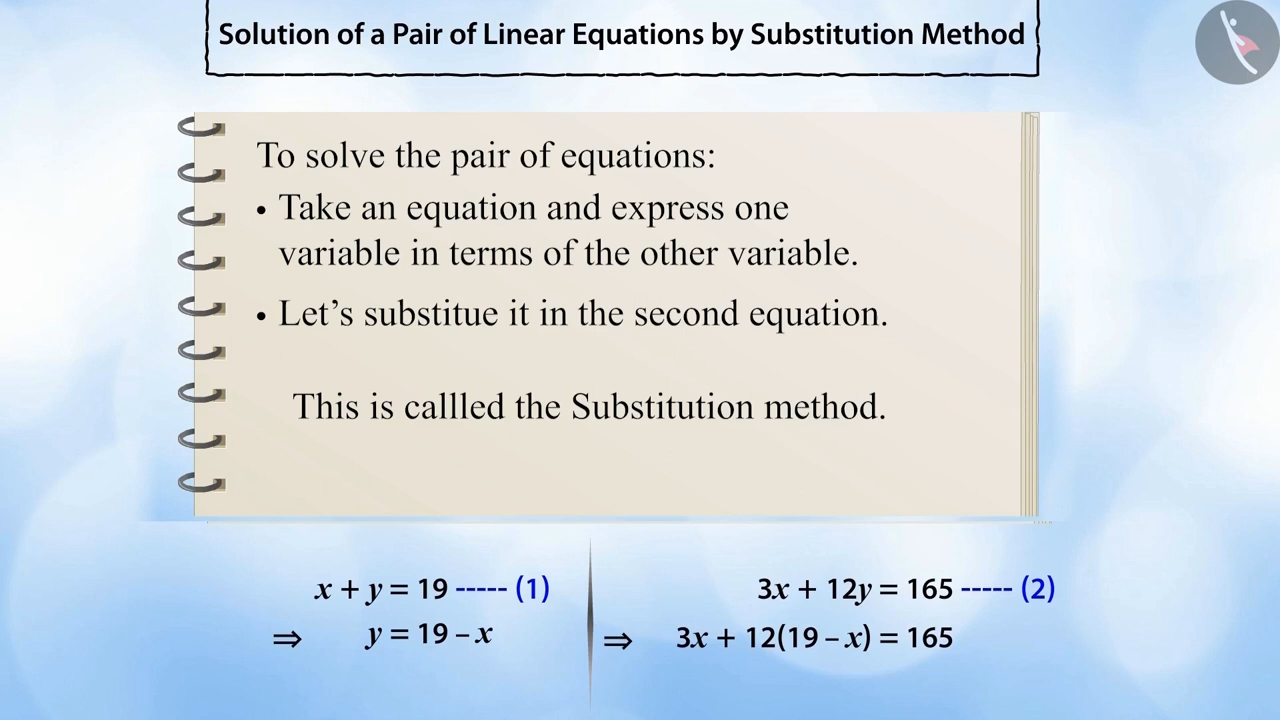 Solution of a Pair of Linear Equations by Substitution Method
To solve the pair of equations:
• Take an equation and express one
variable in terms of the other variable.
• Let's substitue it in the second equation.
This is callled the Substitution method.
x + y = 19 ----- (1)
⇒ y = 19 – x
3x + 12y = 165 ----- (2)
⇒ 3x + 12(19 – x) = 165